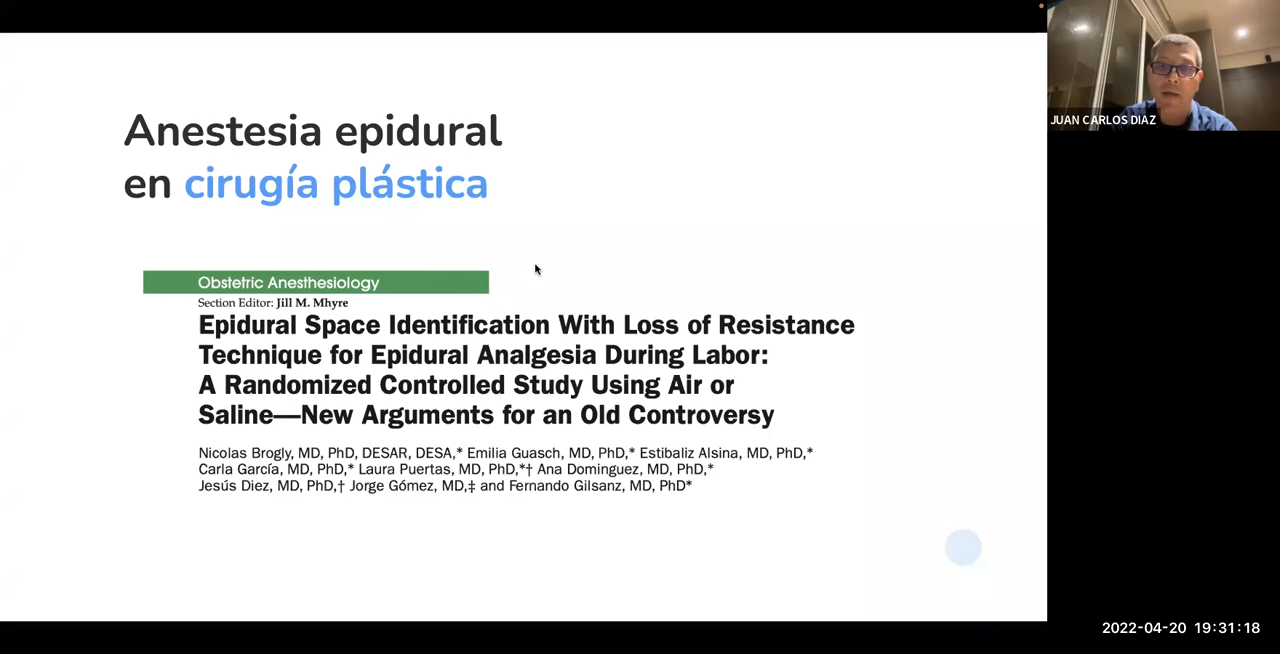 Anestesia epidural
en cirugía plástica
Obstetric Anesthesiology
Section Editor: Jill M. Mhyre
Epidural Space Identification With Loss of Resistance
Technique for Epidural Analgesia During Labor:
A Randomized Controlled Study Using Air or
Saline—New Arguments for an Old Controversy
Nicolas Brogly, MD, PhD, DESAR, DESA,* Emilia Guasch, MD, PhD,* Estibaliz Alsina, MD, PhD,*
Carla García, MD, PhD,* Laura Puertas, MD, PhD,*† Ana Dominguez, MD, PhD,*
Jesús Diez, MD, PhD,† Jorge Gómez, MD,‡ and Fernando Gilsanz, MD, PhD*
JUAN CARLOS DIAZ
2022-04-20 19:31:18